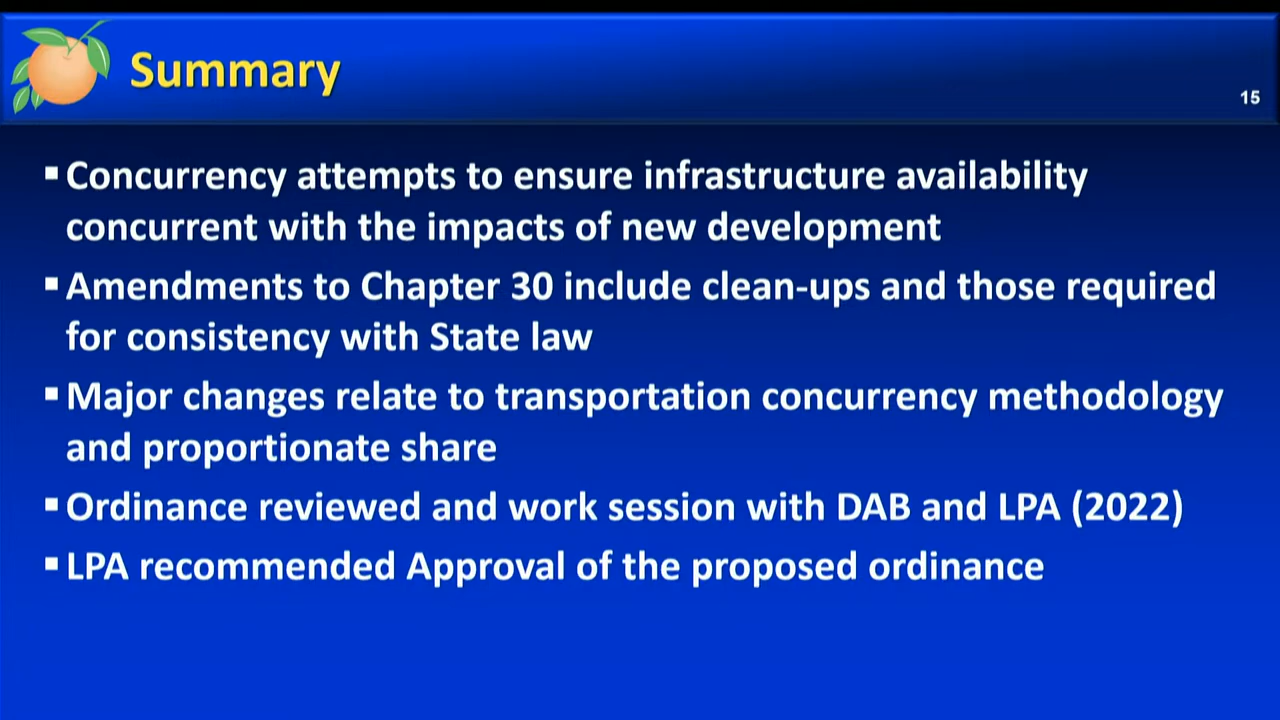 Summary
15
▪Concurrency attempts to ensure infrastructure availability
concurrent with the impacts of new development
▪Amendments to Chapter 30 include clean-ups and those required
for consistency with State law
▪Major changes relate to transportation concurrency methodology
and proportionate share
▪Ordinance reviewed and work session with DAB and LPA (2022)
▪LPA recommended Approval of the proposed ordinance